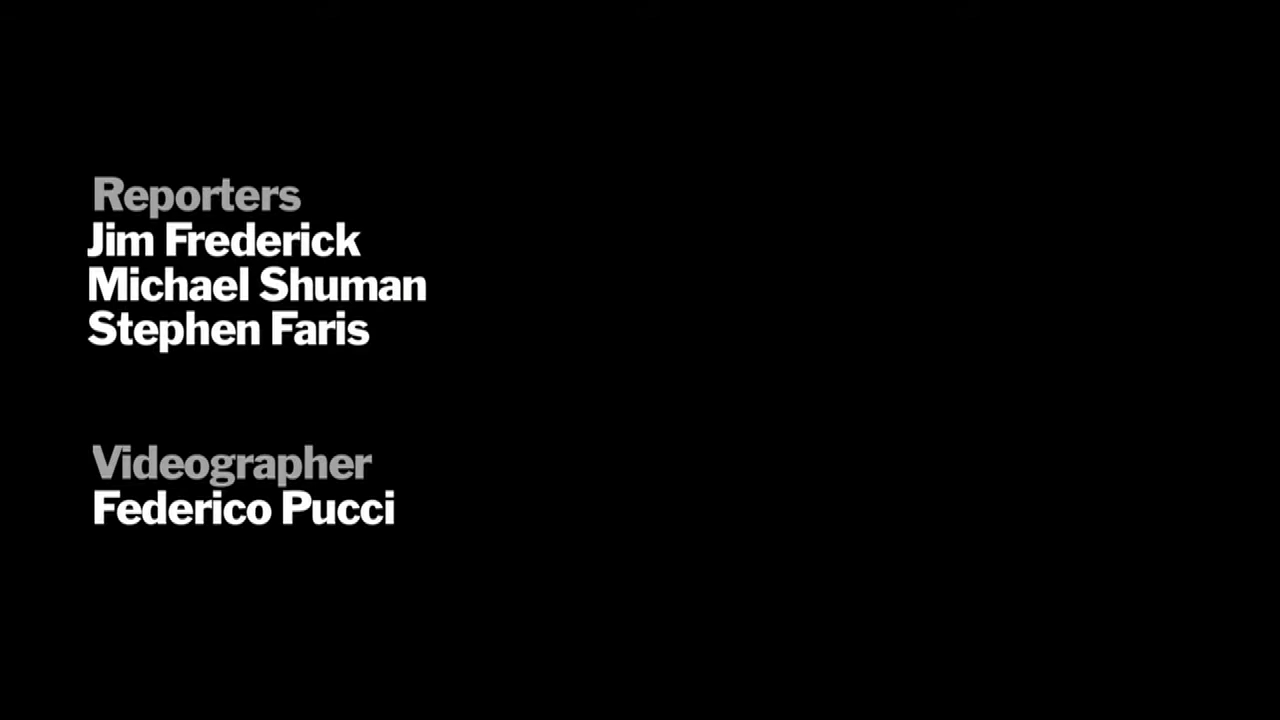 Reporters
Jim Frederick
Michael Shuman
Stephen Faris
Videographer
Federico Pucci